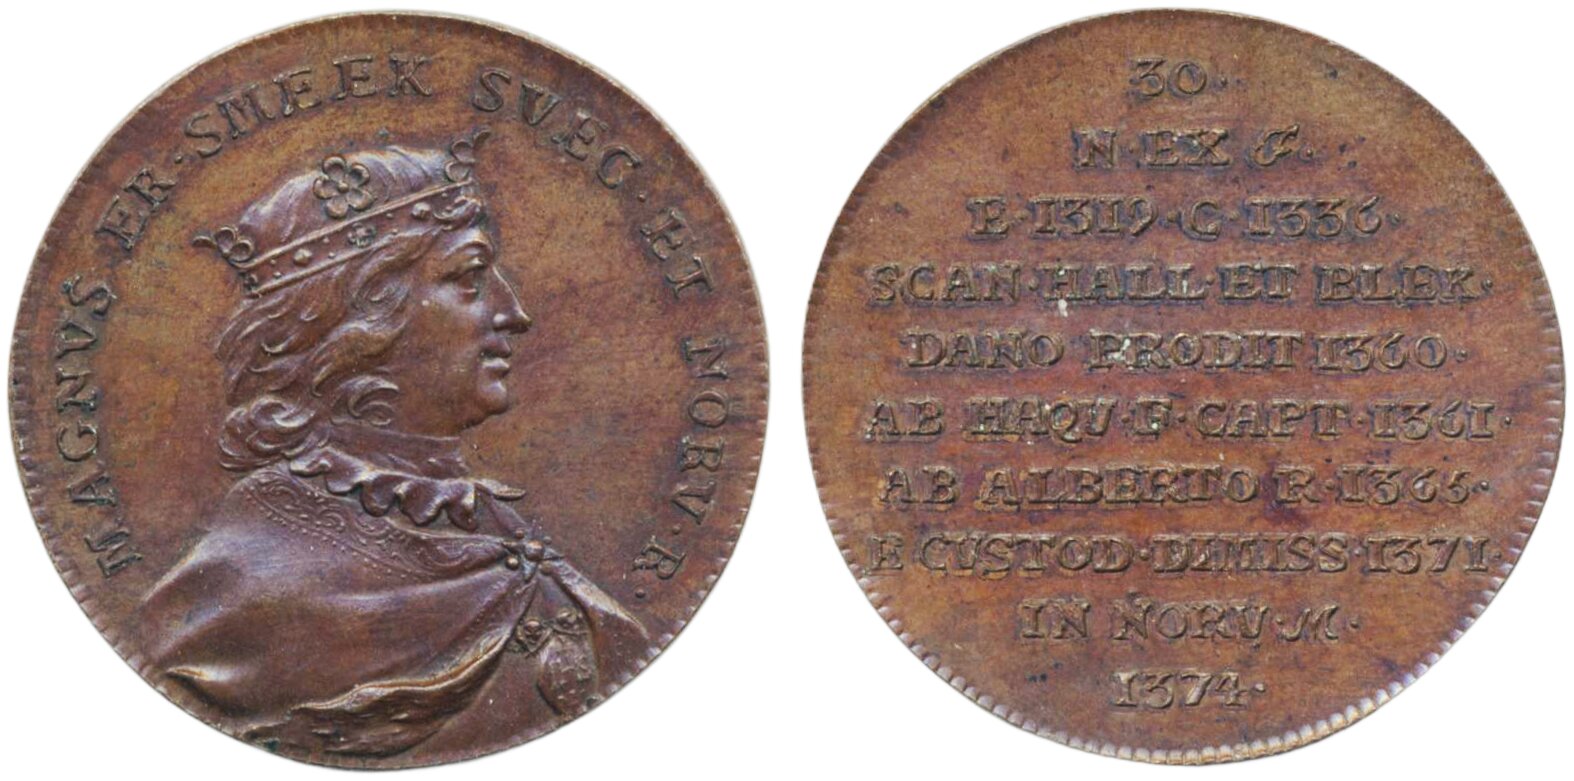 MAGNVS ER·SMEEK SVEC·ET NORV·R·
30·
N·EX F·
E·1319·C·1336·
SCAN·HALL·ET BLEK·
DANO PRODIT 1360·
AB HAQV·F·CAPT·1361·
AB ALBERTO R·1365·
E CUSTOD·DIMISS·1371·
IN NORV·M·
1374·